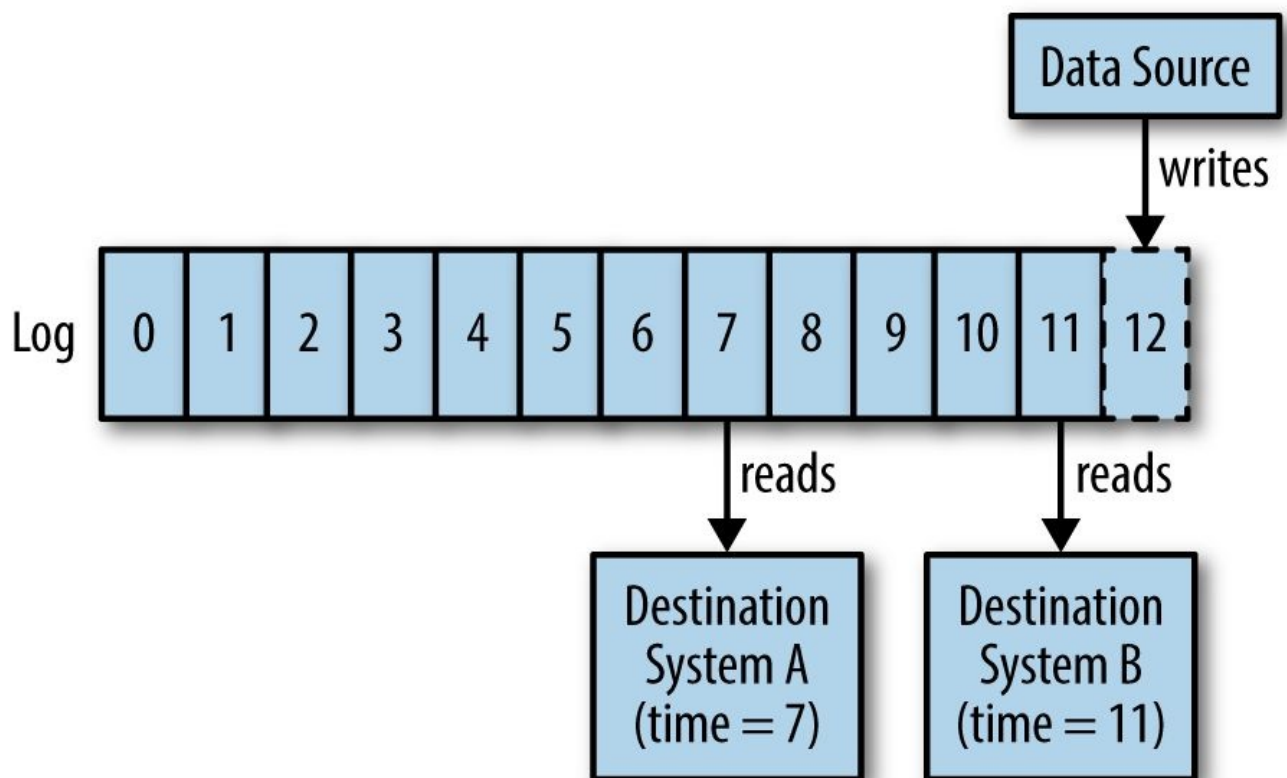 Data Source
writes
Log 0 1 2 3 4 5 6 7 8 9 10 11 12
reads reads
Destination
System A
(time = 7)
Destination
System B
(time = 11)